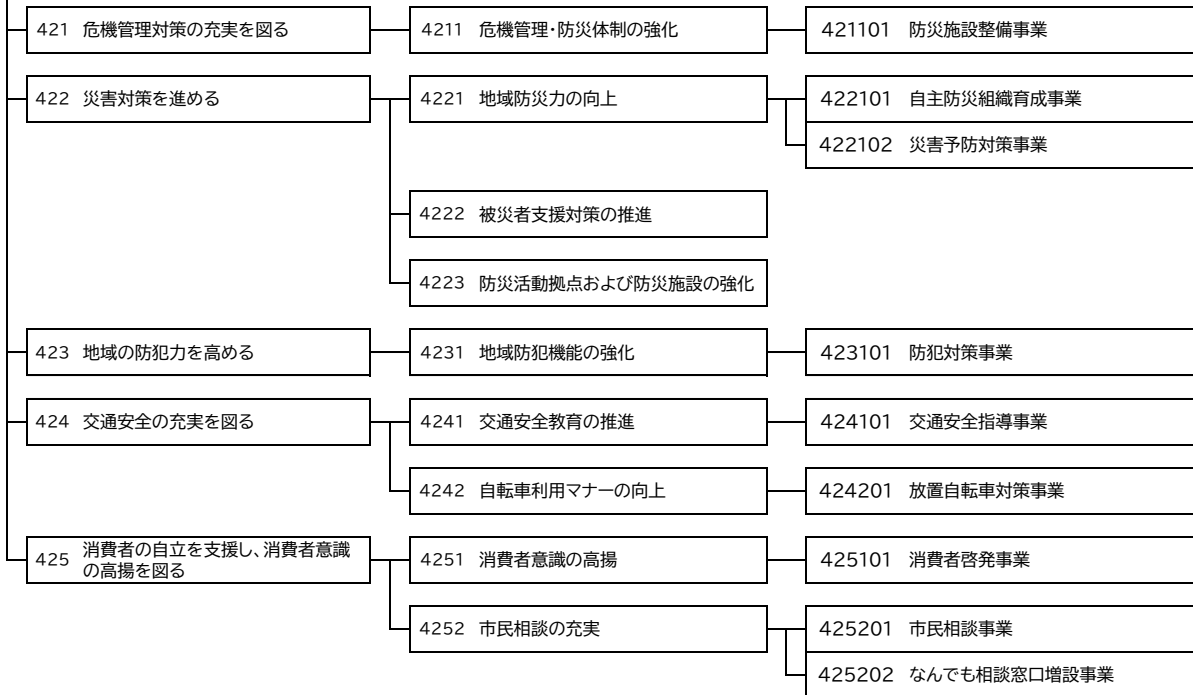 421 危機管理対策の充実を図る
4211 危機管理・防災体制の強化
421101 防災施設整備事業
422 災害対策を進める
4221 地域防災力の向上
422101 自主防災組織育成事業
422102 災害予防対策事業
4222 被災者支援対策の推進
4223 防災活動拠点および防災施設の強化
423 地域の防犯力を高める
4231 地域防犯機能の強化
423101 防犯対策事業
424 交通安全の充実を図る
4241 交通安全教育の推進
424101 交通安全指導事業
4242 自転車利用マナーの向上
424201 放置自転車対策事業
425 消費者の自立を支援し、消費者意識
の高揚を図る
4251 消費者意識の高揚
425101 消費者啓発事業
4252 市民相談の充実
425201 市民相談事業
425202 なんでも相談窓口増設事業